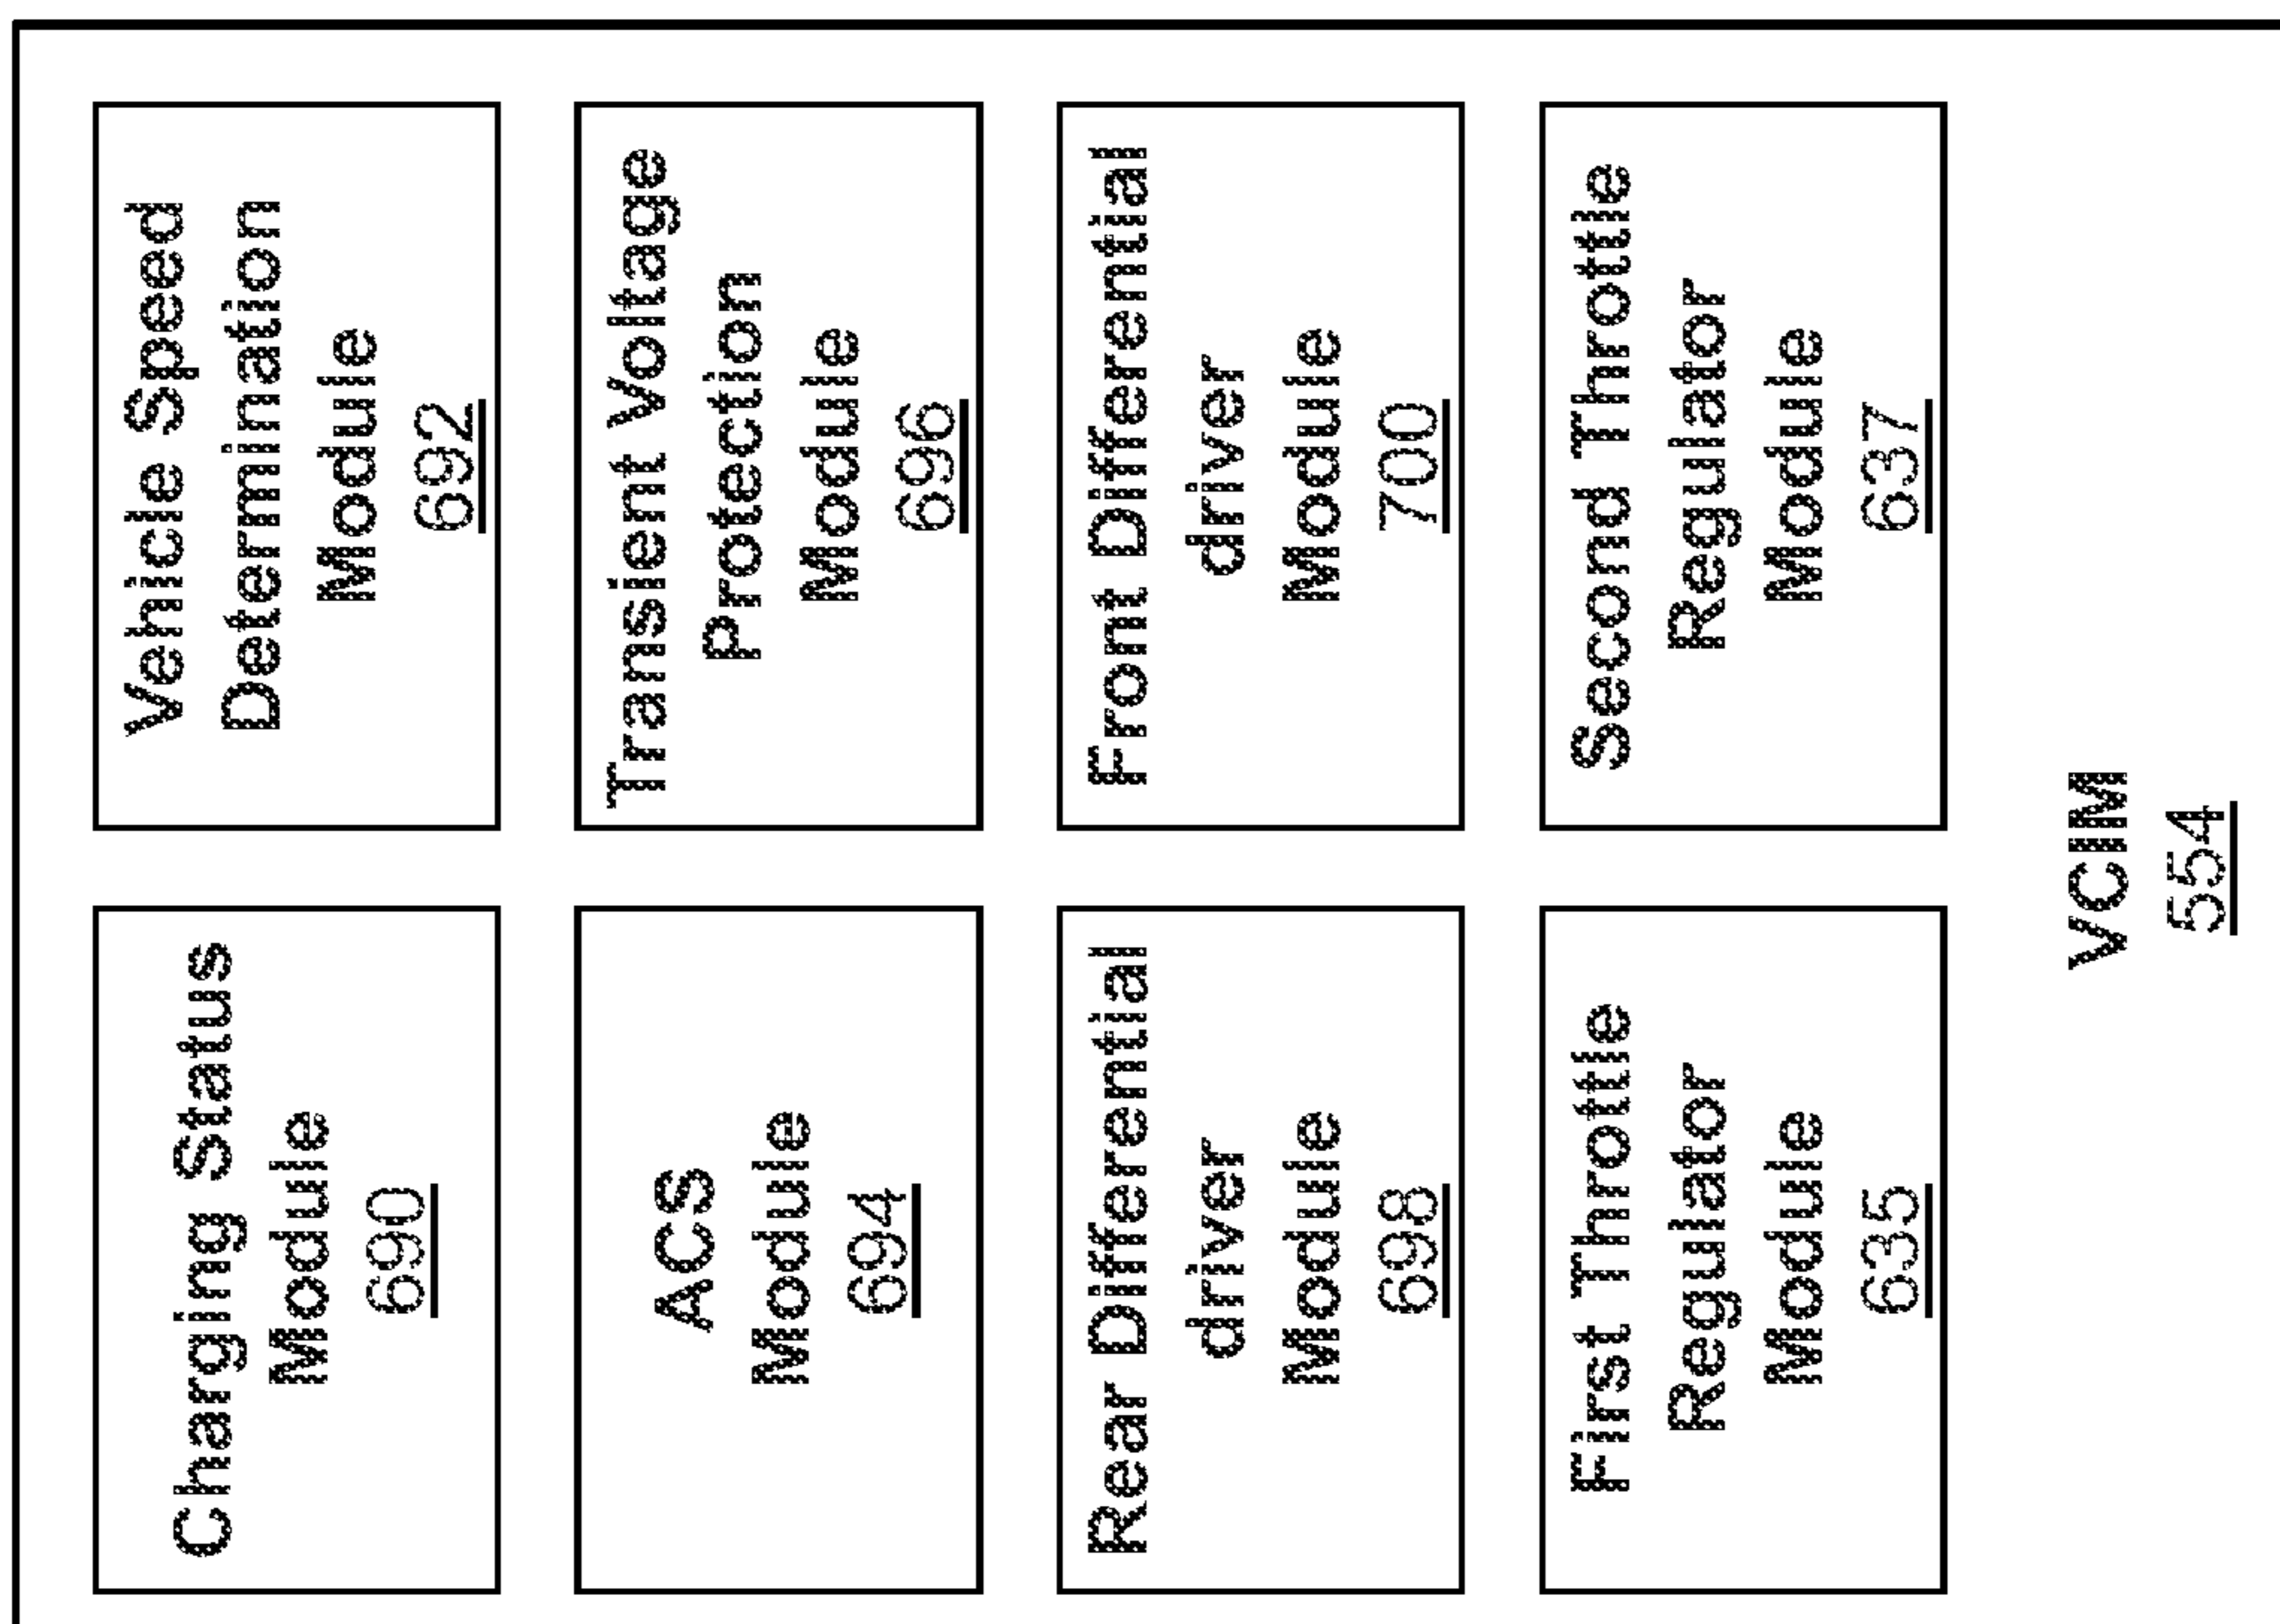 Charging Status
Module
690
Vehicle Speed
Determination
Module
692
ACS
Module
694
Transient Voltage
Protection
Module
696
Rear Differential
driver
Module
698
Front Differential
driver
Module
700
First Throttle
Regulator
Module
635
Second Throttle
Regulator
Module
637
VCIM
554